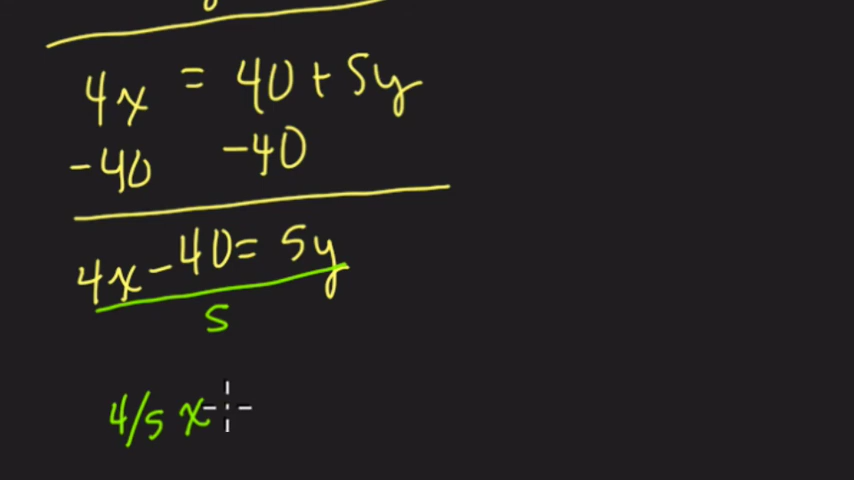 4x = 40 + 5y
-40 -40
4x - 40 = 5y
5
4/5 x